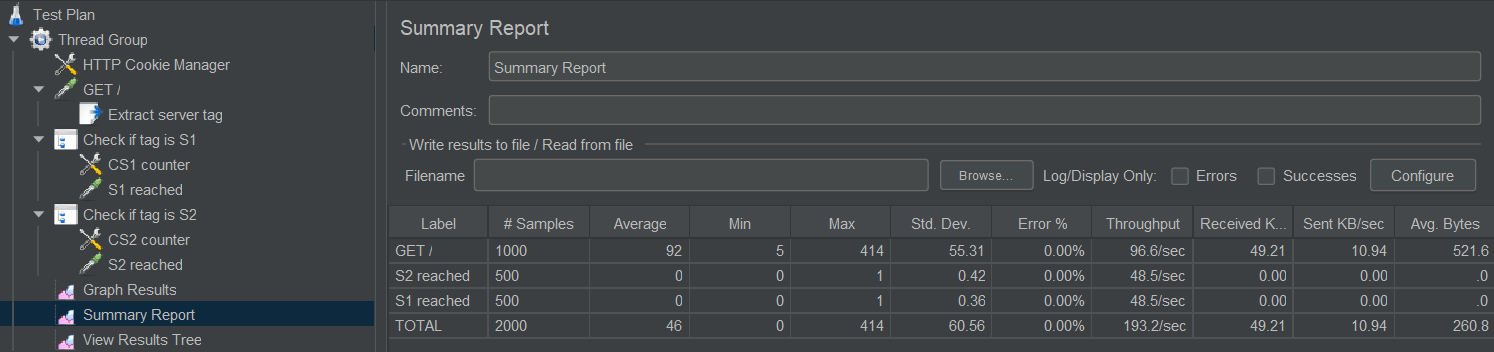 Test Plan
Thread Group
HTTP Cookie Manager
GET /
Extract server tag
Check if tag is S1
CS1 counter
S1 reached
Check if tag is S2
CS2 counter
S2 reached
Graph Results
Summary Report
View Results Tree
Summary Report
Name: Summary Report
Comments:
Write results to file / Read from file
Filename Browse... Log/Display Only: Errors Successes Configure
Label # Samples Average Min Max Std. Dev. Error % Throughput Received K... Sent KB/sec Avg. Bytes
GET / 1000 92 5 414 55.31 0.00% 96.6/sec 49.21 10.94 521.6
S2 reached 500 0 0 1 0.42 0.00% 48.5/sec 0.00 0.00 .0
S1 reached 500 0 0 1 0.36 0.00% 48.5/sec 0.00 0.00 .0
TOTAL 2000 46 0 414 60.56 0.00% 193.2/sec 49.21 10.94 260.8